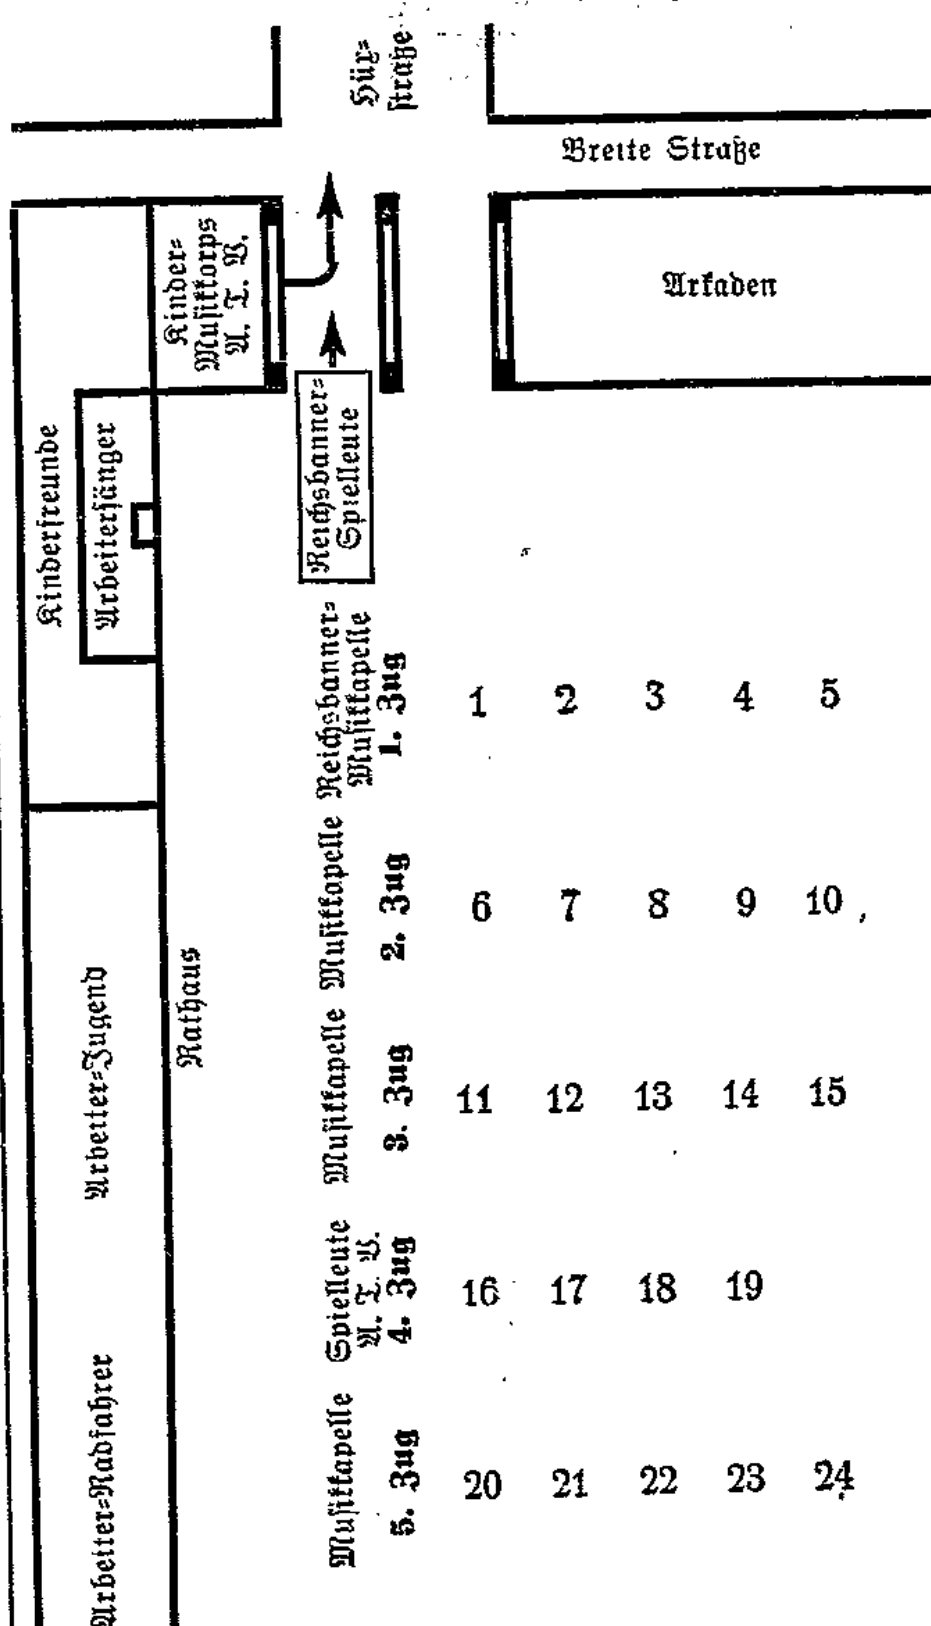 Hüx=
straße
Breite Straße
Kinder=
Musikkorps
A. T. V.
Arkaden
Kinderfreunde
Arbeitersänger
Reichsbanner=
Spielleute
Reichsbanner=
Musikkapelle
1. Zug
1 2 3 4 5
Musikkapelle
2. Zug
6 7 8 9 10
Arbeiter=Jugend
Rathaus
Musikkapelle
3. Zug
11 12 13 14 15
Spielleute
A. T. V.
4. Zug
16 17 18 19
Arbeiter=Radfahrer
Musikkapelle
5. Zug
20 21 22 23 24